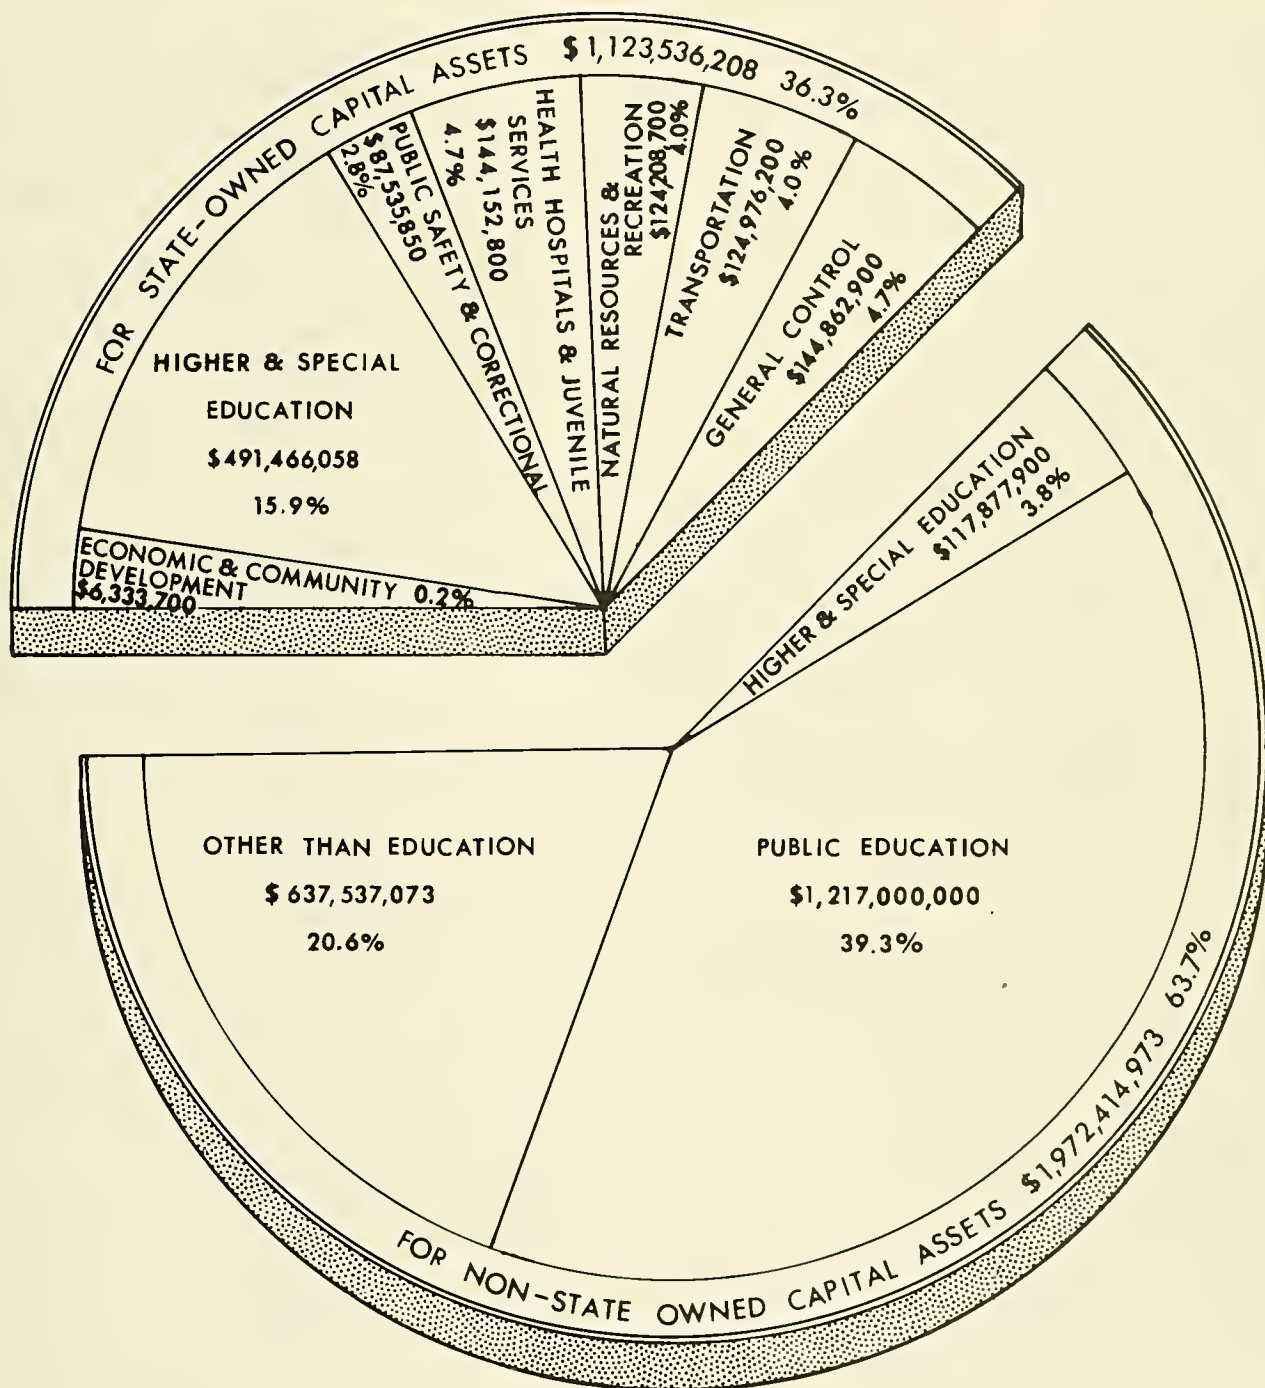 FOR STATE-OWNED CAPITAL ASSETS $1,123,536,208 36.3%
ECONOMIC & COMMUNITY 0.2%
DEVELOPMENT
$6,333,700
HIGHER & SPECIAL
EDUCATION
$491,466,058
15.9%
PUBLIC SAFETY & CORRECTIONAL
$87,535,850
2.8%
HEALTH HOSPITALS & JUVENILE
SERVICES
$144,152,800
4.7%
NATURAL RESOURCES &
RECREATION
$124,208,700
4.0%
TRANSPORTATION
$124,976,200
4.0%
GENERAL CONTROL
$144,862,900
4.7%
HIGHER & SPECIAL EDUCATION
$117,877,900
3.8%
PUBLIC EDUCATION
$1,217,000,000
39.3%
OTHER THAN EDUCATION
$637,537,073
20.6%
FOR NON-STATE OWNED CAPITAL ASSETS $1,972,414,973 63.7%